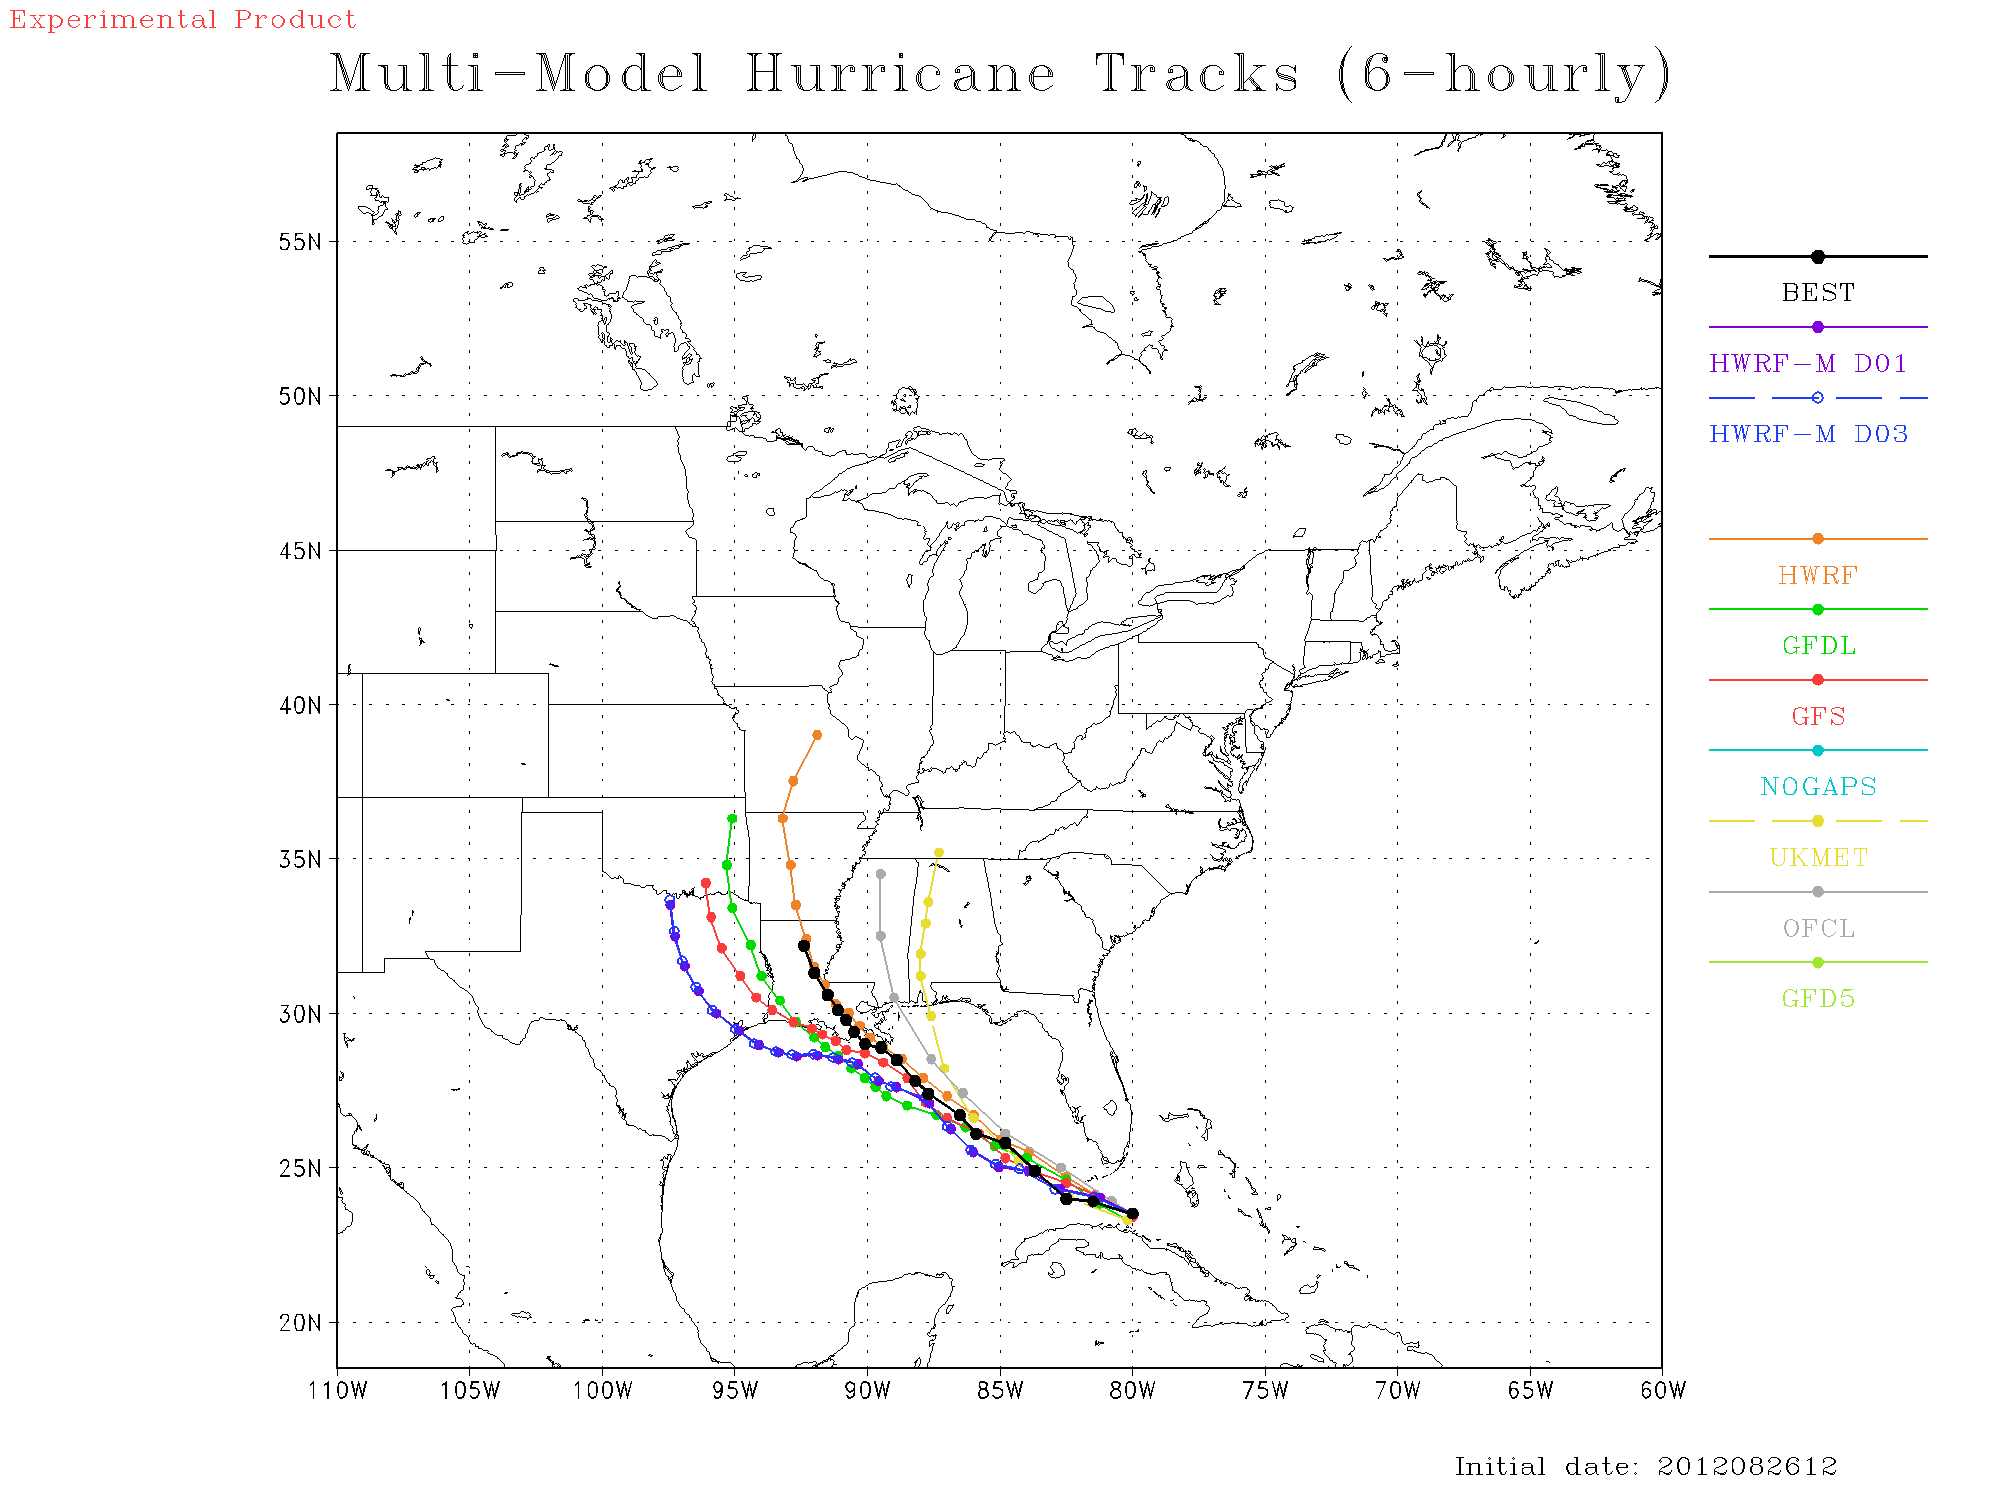 Experimental Product
Multi-Model Hurricane Tracks (6-hourly)
55N
50N
45N
40N
35N
30N
25N
20N
110W 105W 100W 95W 90W 85W 80W 75W 70W 65W 60W
BEST
HWRF-M D01
HWRF-M D03
HWRF
GFDL
GFS
NOGAPS
UKMET
OFCL
GFD5
Initial date: 2012082612